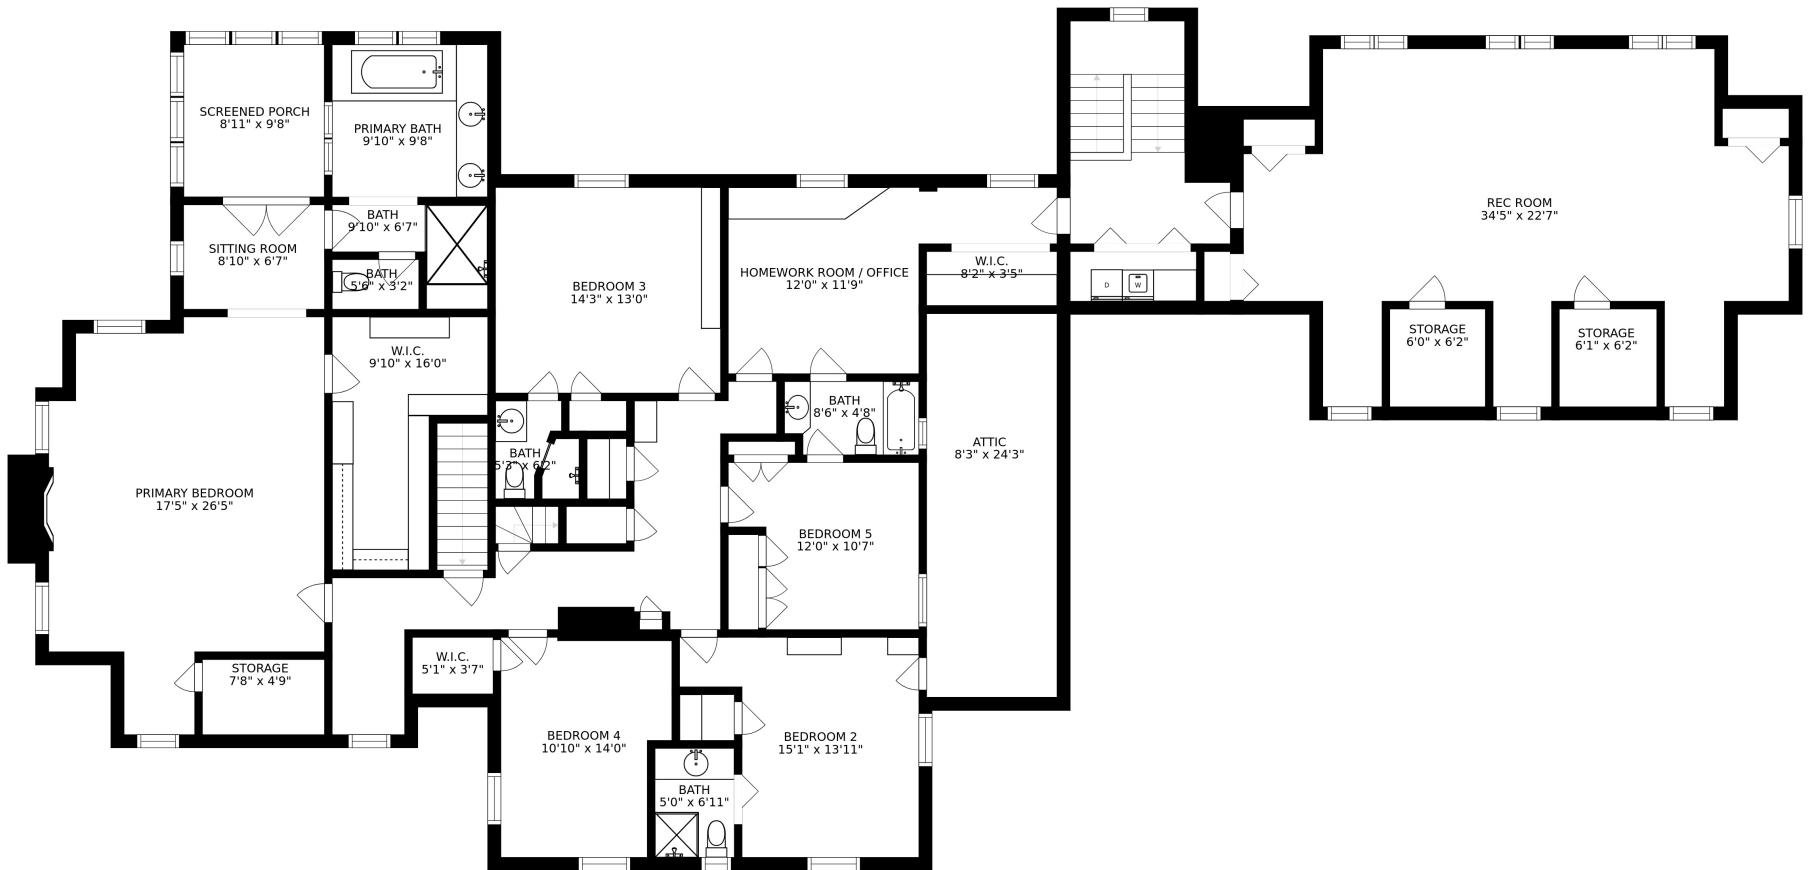 SCREENED PORCH
8'11" x 9'8"
PRIMARY BATH
9'10" x 9'8"
BATH
9'10" x 6'7"
SITTING ROOM
8'10" x 6'7"
BATH
5'6" x 3'2"
W.I.C.
9'10" x 16'0"
PRIMARY BEDROOM
17'5" x 26'5"
STORAGE
7'8" x 4'9"
BEDROOM 3
14'3" x 13'0"
HOMEWORK ROOM / OFFICE
12'0" x 11'9"
W.I.C.
8'2" x 3'5"
D
W
REC ROOM
34'5" x 22'7"
STORAGE
6'0" x 6'2"
STORAGE
6'1" x 6'2"
BATH
8'6" x 4'8"
ATTIC
8'3" x 24'3"
BATH
5'3" x 6'2"
BEDROOM 5
12'0" x 10'7"
W.I.C.
5'1" x 3'7"
BEDROOM 4
10'10" x 14'0"
BEDROOM 2
15'1" x 13'11"
BATH
5'0" x 6'11"